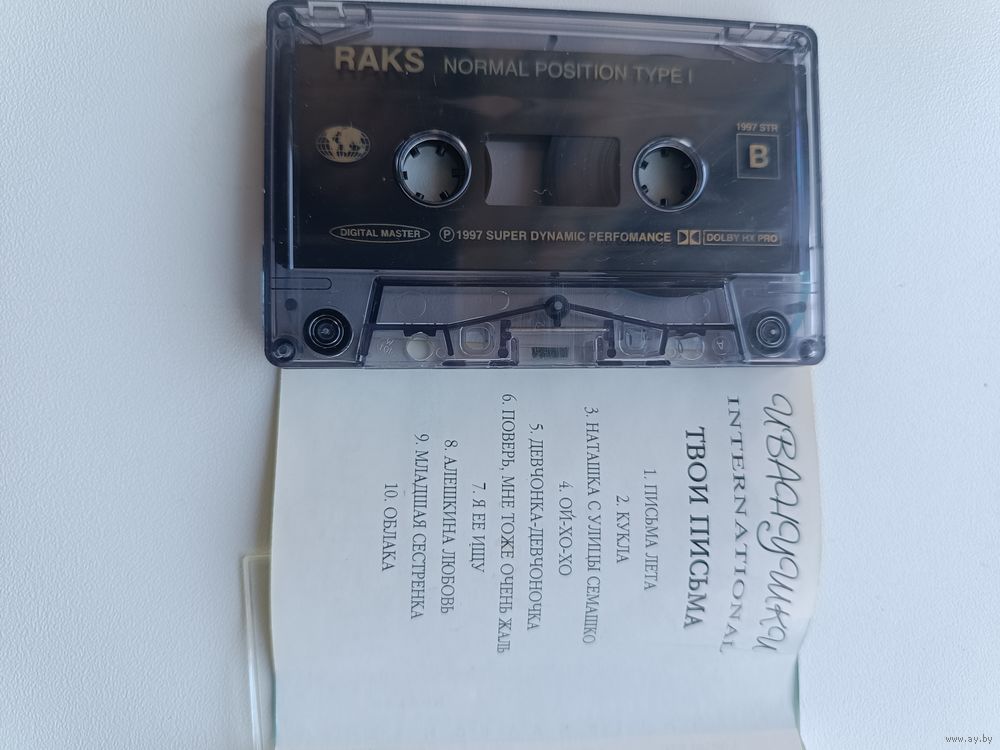 RAKS NORMAL POSITION TYPE I
1997 STR
B
DIGITAL MASTER ℗ 1997 SUPER DYNAMIC PERFOMANCE DOLBY HX PRO
ИВАНУШКИ
INTERNATIONAL
ТВОИ ПИСЬМА
1. ПИСЬМА ЛЕТА
2. КУКЛА
3. НАТАШКА С УЛИЦЫ СЕМАШКО
4. ОЙ-ХО-ХО
5. ДЕВЧОНКА-ДЕВЧОНОЧКА
6. ПОВЕРЬ, МНЕ ТОЖЕ ОЧЕНЬ ЖАЛЬ
7. Я ЕЕ ИЩУ
8. АЛЕШКИНА ЛЮБОВЬ
9. МЛАДШАЯ СЕСТРЕНКА
10. ОБЛАКА
www.ay.by